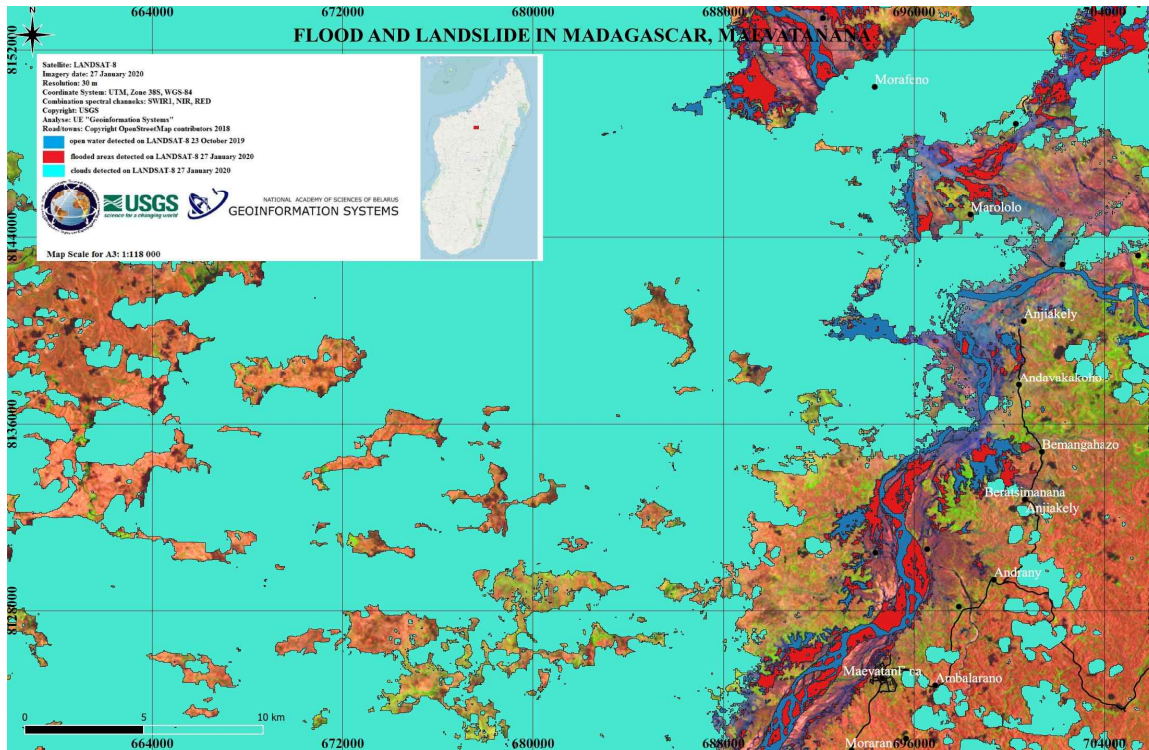 664000 672000 680000 688000 696000 704000
N
FLOOD AND LANDSLIDE IN MADAGASCAR, MAEVATANANA
8152000
Satellite: LANDSAT-8
Imagery date: 27 January 2020
Resolution: 30 m
Coordinate System: UTM, Zone 38S, WGS-84
Combination spectral channels: SWIR1, NIR, RED
Copyright: USGS
Analyse: UE "Geoinformation Systems"
Road/towns: Copyright OpenStreetMap contributors 2018
open water detected on LANDSAT-8 23 October 2019
flooded areas detected on LANDSAT-8 27 January 2020
clouds detected on LANDSAT-8 27 January 2020
USGS
science for a changing world
NATIONAL ACADEMY OF SCIENCES OF BELARUS
GEOINFORMATION SYSTEMS
Map Scale for A3: 1:118 000
Morafeno
Marololo
8144000
Anjiakely
Andavakakoho
8136000
Bemangahazo
Beratsimanana
Anjiakely
Andrany
8128000
Ambalarano
0 5 10 km
664000 672000 680000 688000 696000 704000